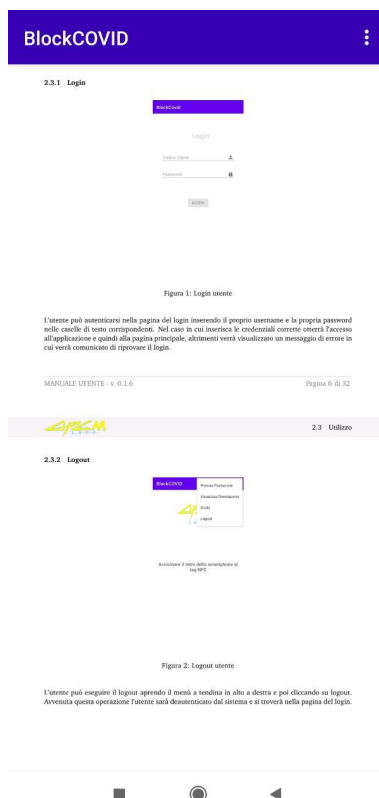 BlockCOVID
2.3.1 Login
BlockCovid
Login
Codice Utente
Password
Figura 1: Login utente
L'utente può autenticarsi nella pagina del login inserendo il proprio username e la propria password
nelle caselle di testo corrispondenti. Nel caso in cui inserisca le credenziali corrette otterrà l'accesso
all'applicazione e quindi alla pagina principale, altrimenti verrà visualizzato un messaggio di errore in
cui verrà comunicato di riprovare il login.
MANUALE UTENTE - v. 0.1.6 Pagina 6 di 32
2.3 Utilizzo
2.3.2 Logout
BlockCOVID
Prenota Postazione
Visualizza Prenotazioni
Guida
Logout
Avvicinare il retro dello smartphone al
tag NFC
Figura 2: Logout utente
L'utente può eseguire il logout aprendo il menù a tendina in alto a destra e poi cliccando su logout.
Avvenuta questa operazione l'utente sarà deautenticato dal sistema e si troverà nella pagina del login.